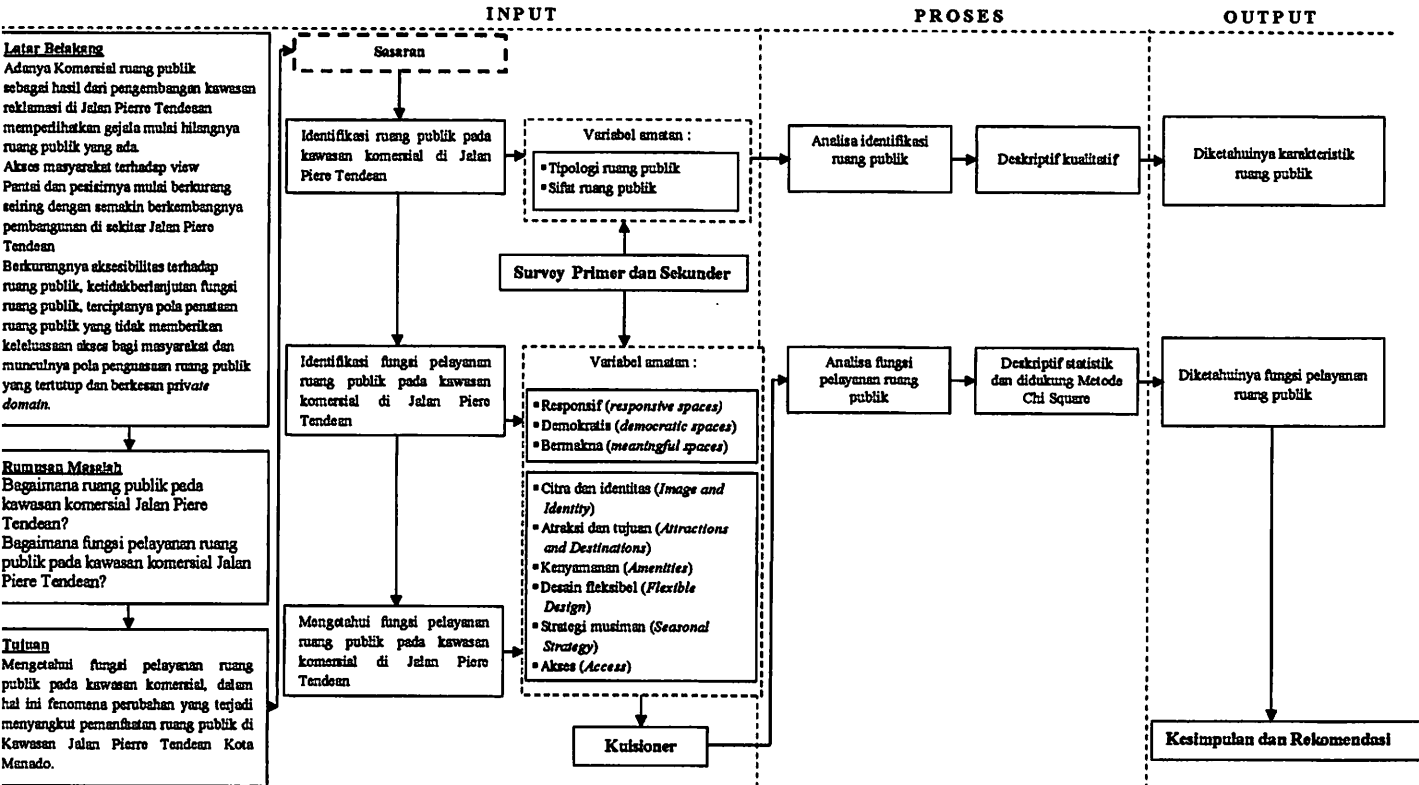 INPUT
PROSES
OUTPUT
Latar Belakang
Adanya Komersial ruang publik
sebagai hasil dari pengembangan kawasan
reklamasi di Jalan Pierre Tendesan
memperlihatkan gejala mulai hilangnya
ruang publik yang ada.
Akses masyarakat terhadap view
Pantai dan pesisirnya mulai berkurang
seiring dengan semakin berkembangnya
pembangunan di sekitar Jalan Piere
Tendean
Berkurangnya aksesibilitas terhadap
ruang publik, ketidakberlanjutan fungsi
ruang publik, terciptanya pola penataan
ruang publik yang tidak memberikan
keleluasaan akses bagi masyarakat dan
munculnya pola penguasaan ruang publik
yang tertutup dan berkesan private
domain.
Rumusan Masalah
Bagaimana ruang publik pada
kawasan komersial Jalan Piere
Tendean?
Bagaimana fungsi pelayanan ruang
publik pada kawasan komersial Jalan
Piere Tendean?
Tujuan
Mengetahui fungsi pelayanan ruang
publik pada kawasan komersial, dalam
hal ini fenomena perubahan yang terjadi
menyangkut pemanfaatan ruang publik di
Kawasan Jalan Pierre Tendean Kota
Manado.
Sasaran
Identifikasi ruang publik pada
kawasan komersial di Jalan
Piere Tendean
Variabel amatan :
▪Tipologi ruang publik
▪Sifat ruang publik
Analisa identifikasi
ruang publik
Deskriptif kualitatif
Diketahuinya karakteristik
ruang publik
Survey Primer dan Sekunder
Identifikasi fungsi pelayanan
ruang publik pada kawasan
komersial di Jalan Piere
Tendean
Variabel amatan :
▪Responsif (responsive spaces)
▪Demokratis (democratic spaces)
▪Bermakna (meaningful spaces)
▪Citra dan identitas (Image and
Identity)
▪Atraksi dan tujuan (Attractions
and Destinations)
▪Kenyamanan (Amenities)
▪Desain fleksibel (Flexible
Design)
▪Strategi musiman (Seasonal
Strategy)
▪Akses (Access)
Analisa fungsi
pelayanan ruang
publik
Deskriptif statistik
dan didukung Metode
Chi Square
Diketahuinya fungsi pelayanan
ruang publik
Mengetahui fungsi pelayanan
ruang publik pada kawasan
komersial di Jalan Piere
Tendean
Kuisioner
Kesimpulan dan Rekomendasi